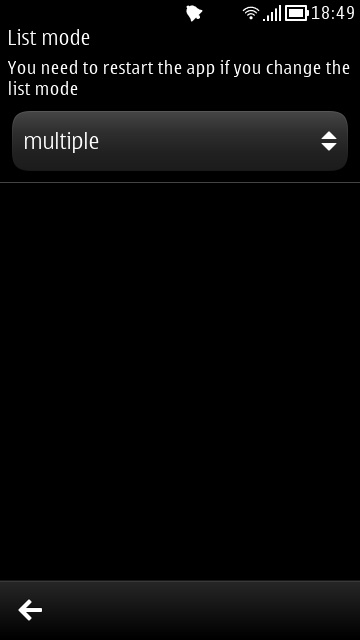 18:49
List mode
You need to restart the app if you change the
list mode
multiple